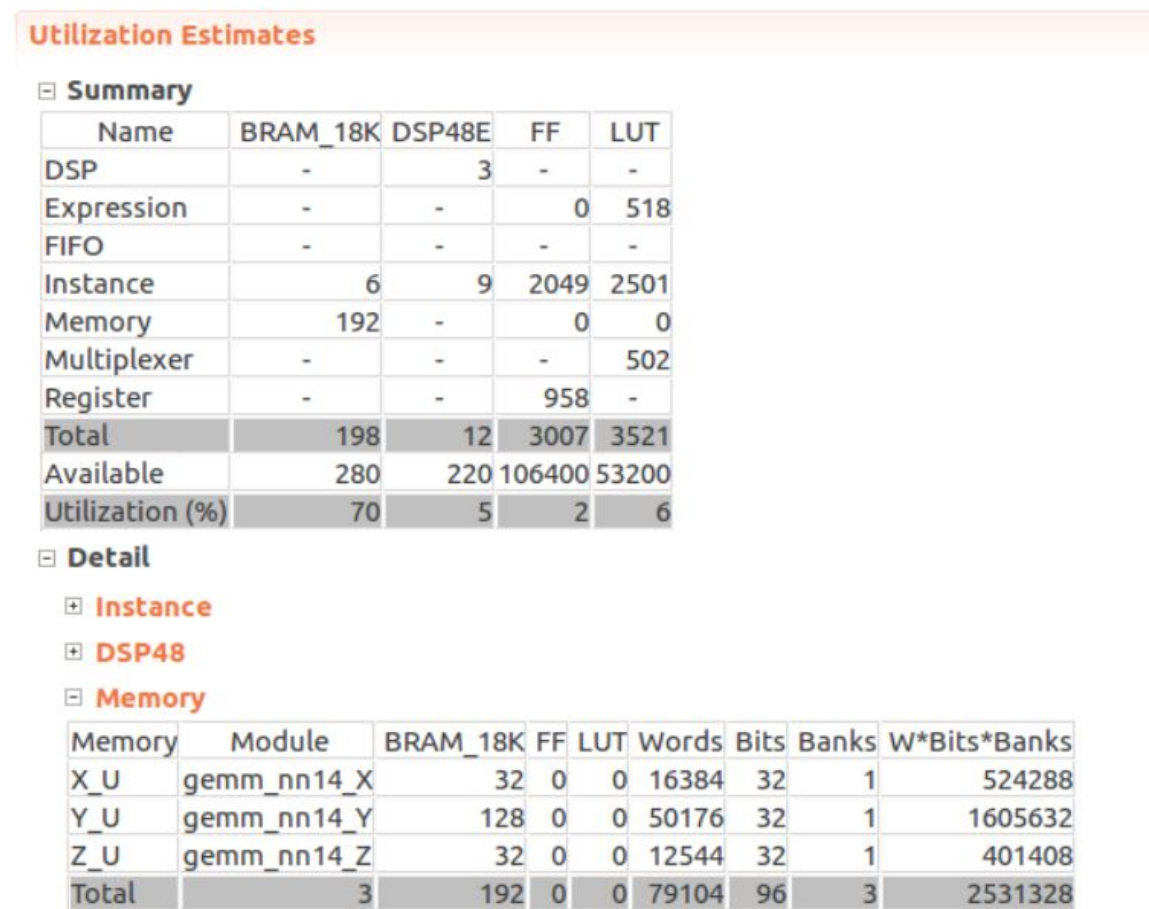 Utilization Estimates
Summary
Name BRAM_18K DSP48E FF LUT
DSP - 3 - -
Expression - - 0 518
FIFO - - - -
Instance 6 9 2049 2501
Memory 192 - 0 0
Multiplexer - - - 502
Register - - 958 -
Total 198 12 3007 3521
Available 280 220 106400 53200
Utilization (%) 70 5 2 6
Detail
Instance
DSP48
Memory
Memory Module BRAM_18K FF LUT Words Bits Banks W*Bits*Banks
X_U gemm_nn14_X 32 0 0 16384 32 1 524288
Y_U gemm_nn14_Y 128 0 0 50176 32 1 1605632
Z_U gemm_nn14_Z 32 0 0 12544 32 1 401408
Total 3 192 0 0 79104 96 3 2531328